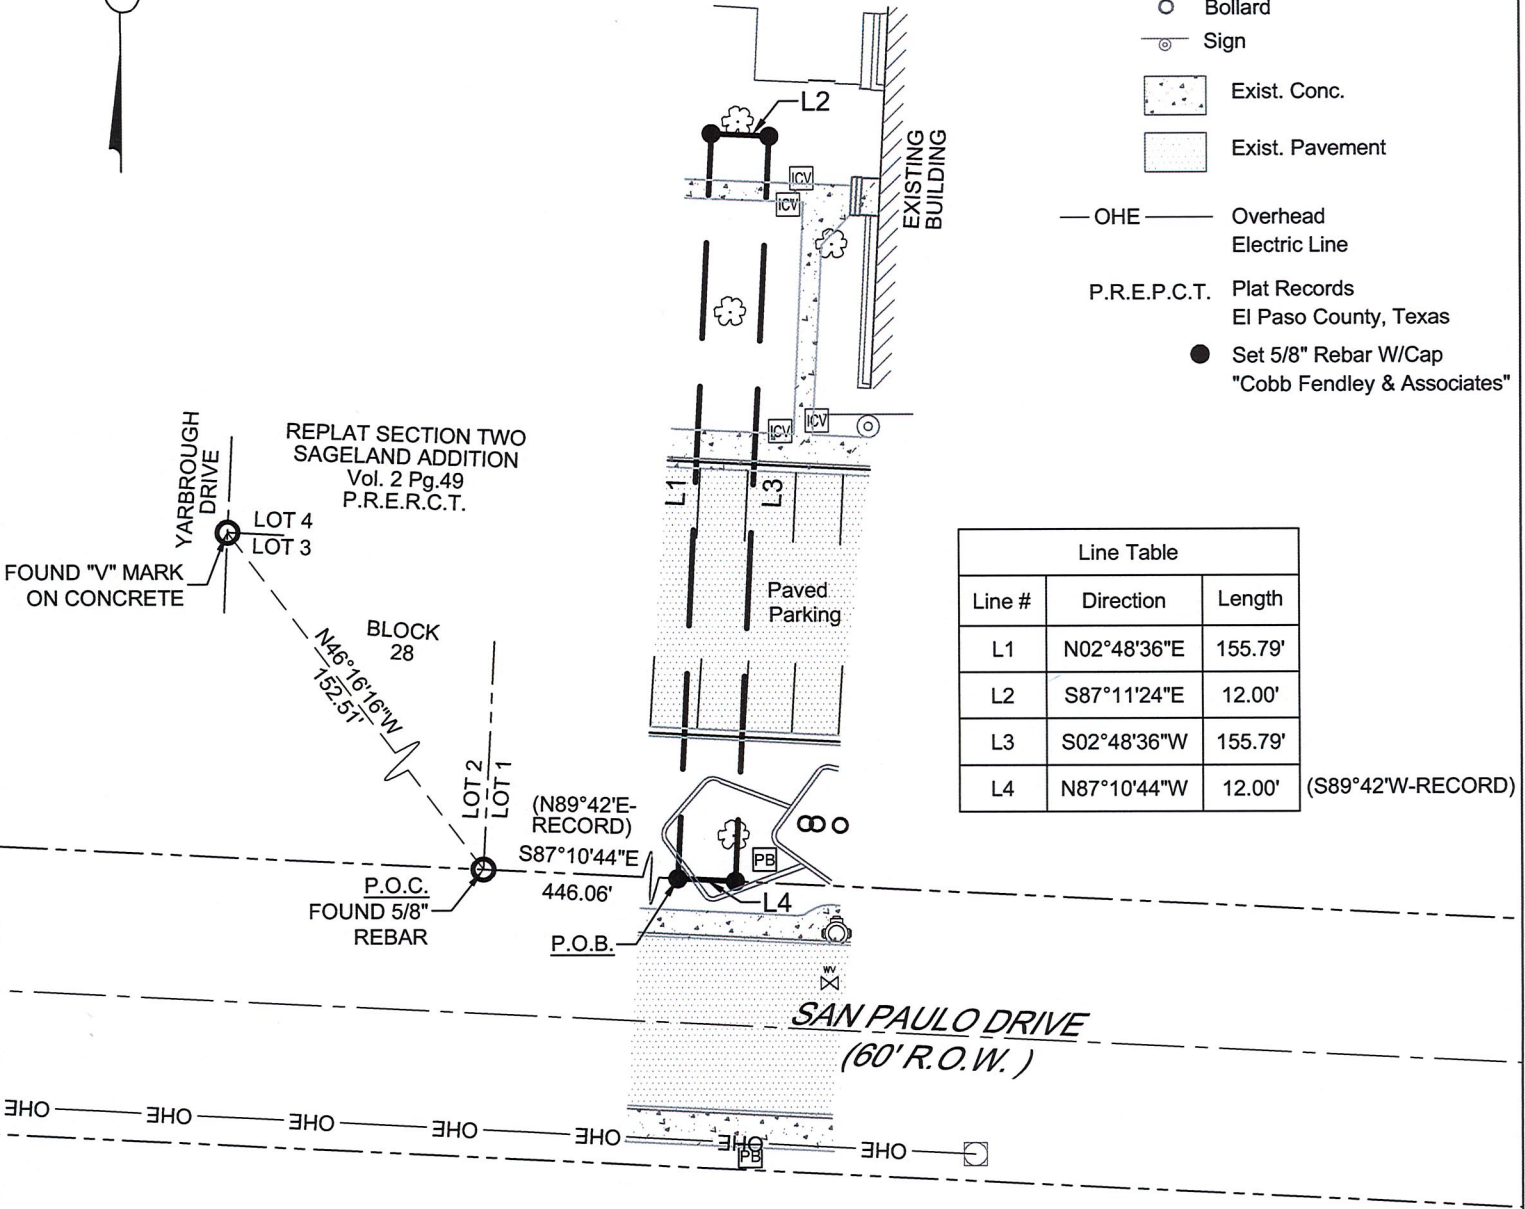 Bollard
Sign
Exist. Conc.
Exist. Pavement
OHE
Overhead
Electric Line
P.R.E.P.C.T.
Plat Records
El Paso County, Texas
Set 5/8" Rebar W/Cap
"Cobb Fendley & Associates"
L2
ICV
ICV
EXISTING
BUILDING
ICV
ICV
REPLAT SECTION TWO
SAGELAND ADDITION
Vol. 2 Pg.49
P.R.E.R.C.T.
YARBROUGH
DRIVE
LOT 4
LOT 3
FOUND "V" MARK
ON CONCRETE
L1
L3
Paved
Parking
BLOCK
28
N46°16'16"W
152.51'
Line Table
Line # Direction Length
L1 N02°48'36"E 155.79'
L2 S87°11'24"E 12.00'
L3 S02°48'36"W 155.79'
L4 N87°10'44"W 12.00' (S89°42'W-RECORD)
LOT 2
LOT 1
(N89°42'E-
RECORD)
S87°10'44"E
446.06'
PB
L4
P.O.C.
FOUND 5/8"
REBAR
P.O.B.
WV
SAN PAULO DRIVE
(60' R.O.W. )
OHE
OHE
OHE
OHE
OHE
OHE
OHE
PB